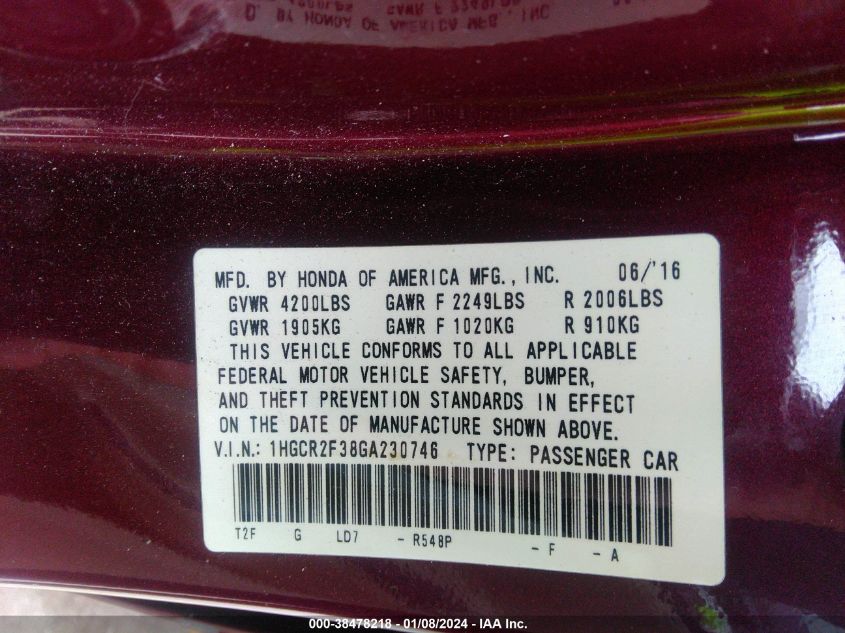 MFD. BY HONDA OF AMERICA MFG., INC. 06/'16
GVWR 4200LBS GAWR F 2249LBS R 2006LBS
GVWR 1905KG GAWR F 1020KG R 910KG
THIS VEHICLE CONFORMS TO ALL APPLICABLE
FEDERAL MOTOR VEHICLE SAFETY, BUMPER,
AND THEFT PREVENTION STANDARDS IN EFFECT
ON THE DATE OF MANUFACTURE SHOWN ABOVE.
V.I.N.: 1HGCR2F38GA230746 TYPE: PASSENGER CAR
T2F G LD7 - R548P - F - A
000-38478218 - 01/08/2024 - IAA Inc.